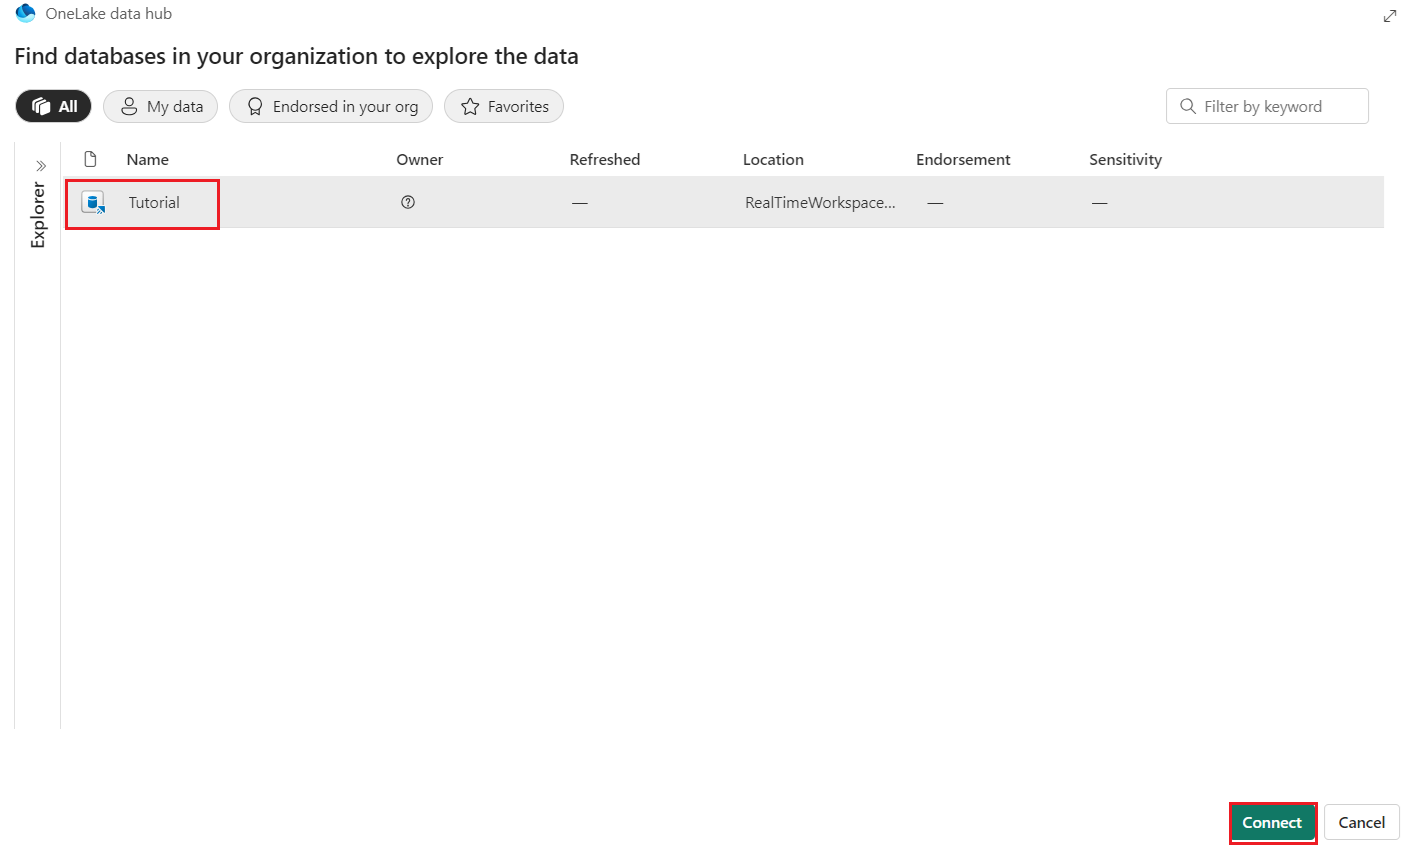 OneLake data hub
Find databases in your organization to explore the data
All My data Endorsed in your org Favorites Filter by keyword
Explorer
Name Owner Refreshed Location Endorsement Sensitivity
Tutorial — RealTimeWorkspace... — —
Connect Cancel